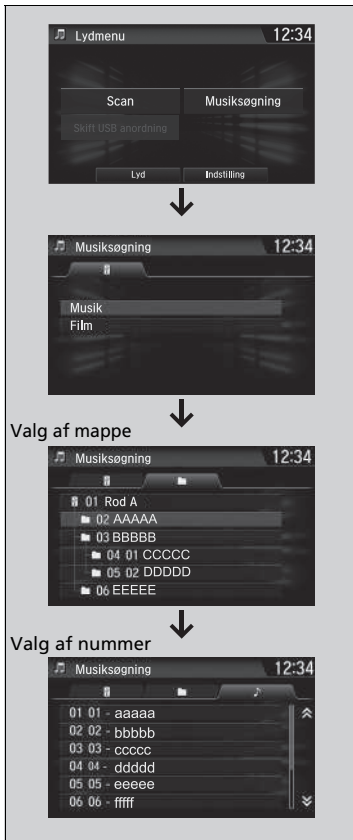 Lydmenu 12:34
Scan Musiksøgning
Skift USB anordning
Lyd Indstilling
Musiksøgning 12:34
Musik
Film
Valg af mappe
Musiksøgning 12:34
01 Rod A
02 AAAAA
03 BBBBB
04 01 CCCCC
05 02 DDDDD
06 EEEEE
Valg af nummer
Musiksøgning 12:34
01 01 - aaaaa
02 02 - bbbbb
03 03 - ccccc
04 04 - ddddd
05 05 - eeeee
06 06 - fffff